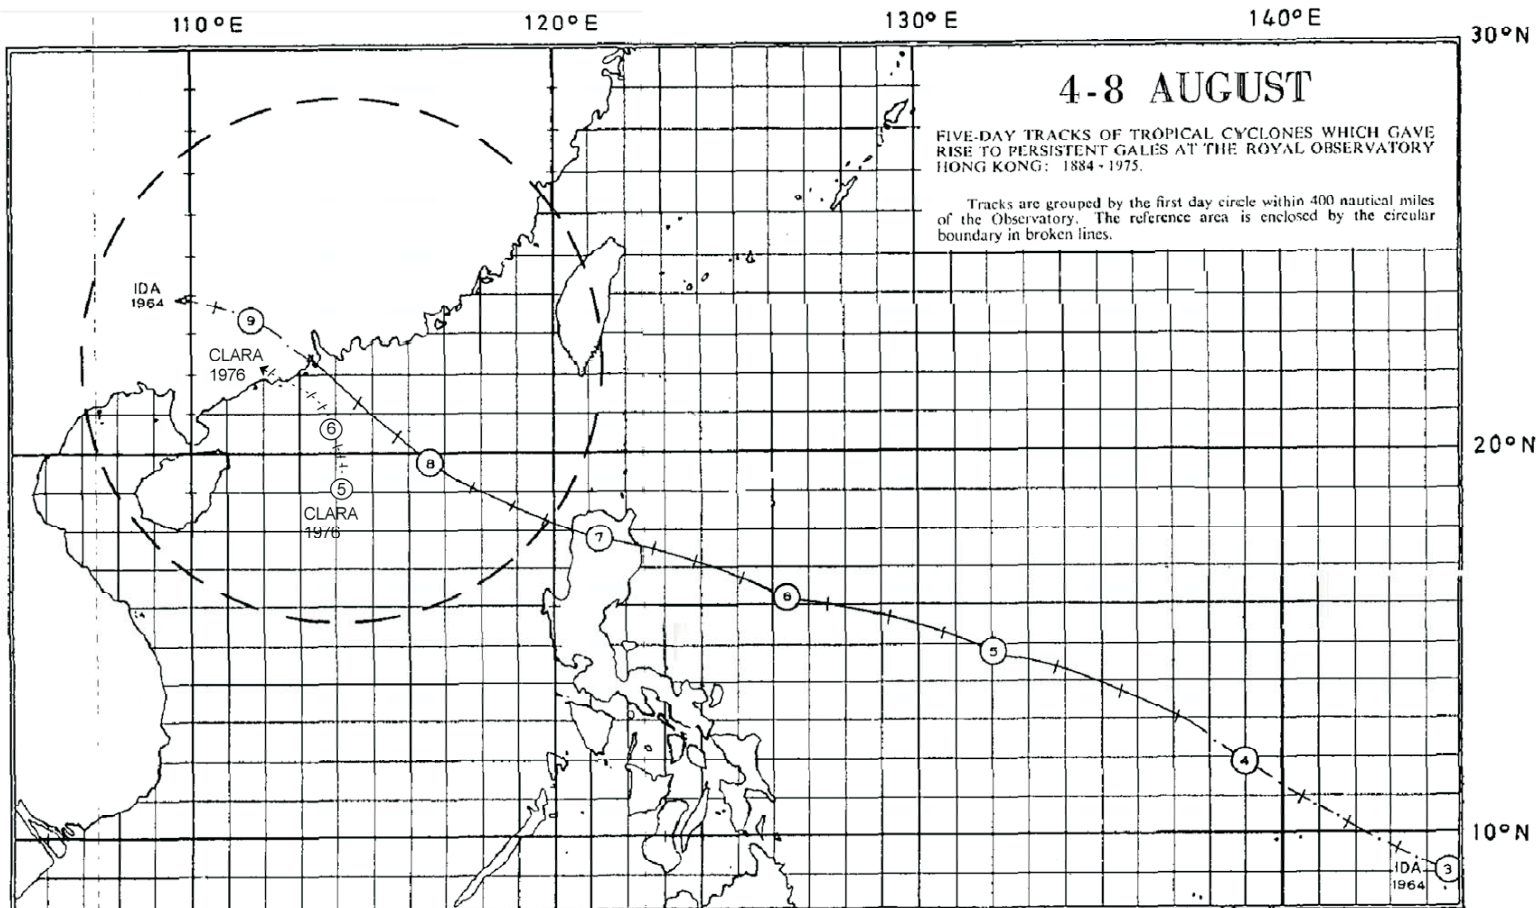 110°E 120°E 130°E 140°E
30°N
4-8 AUGUST
FIVE-DAY TRACKS OF TROPICAL CYCLONES WHICH GAVE
RISE TO PERSISTENT GALES AT THE ROYAL OBSERVATORY
HONG KONG: 1884 - 1975.
Tracks are grouped by the first day circle within 400 nautical miles
of the Observatory. The reference area is enclosed by the circular
boundary in broken lines.
IDA
1964
9
CLARA
1976
6
20°N
8
5
CLARA
1976
7
6
5
4
10°N
IDA
1964
3